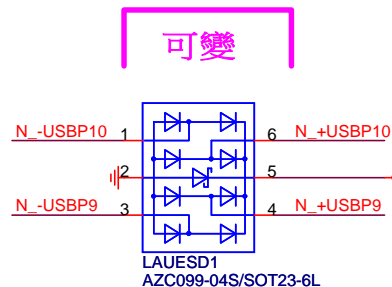 可變
N_-USBP10 1 6 N_+USBP10
2 5
N_-USBP9 3 4 N_+USBP9
LAUESD1
AZC099-04S/SOT23-6L